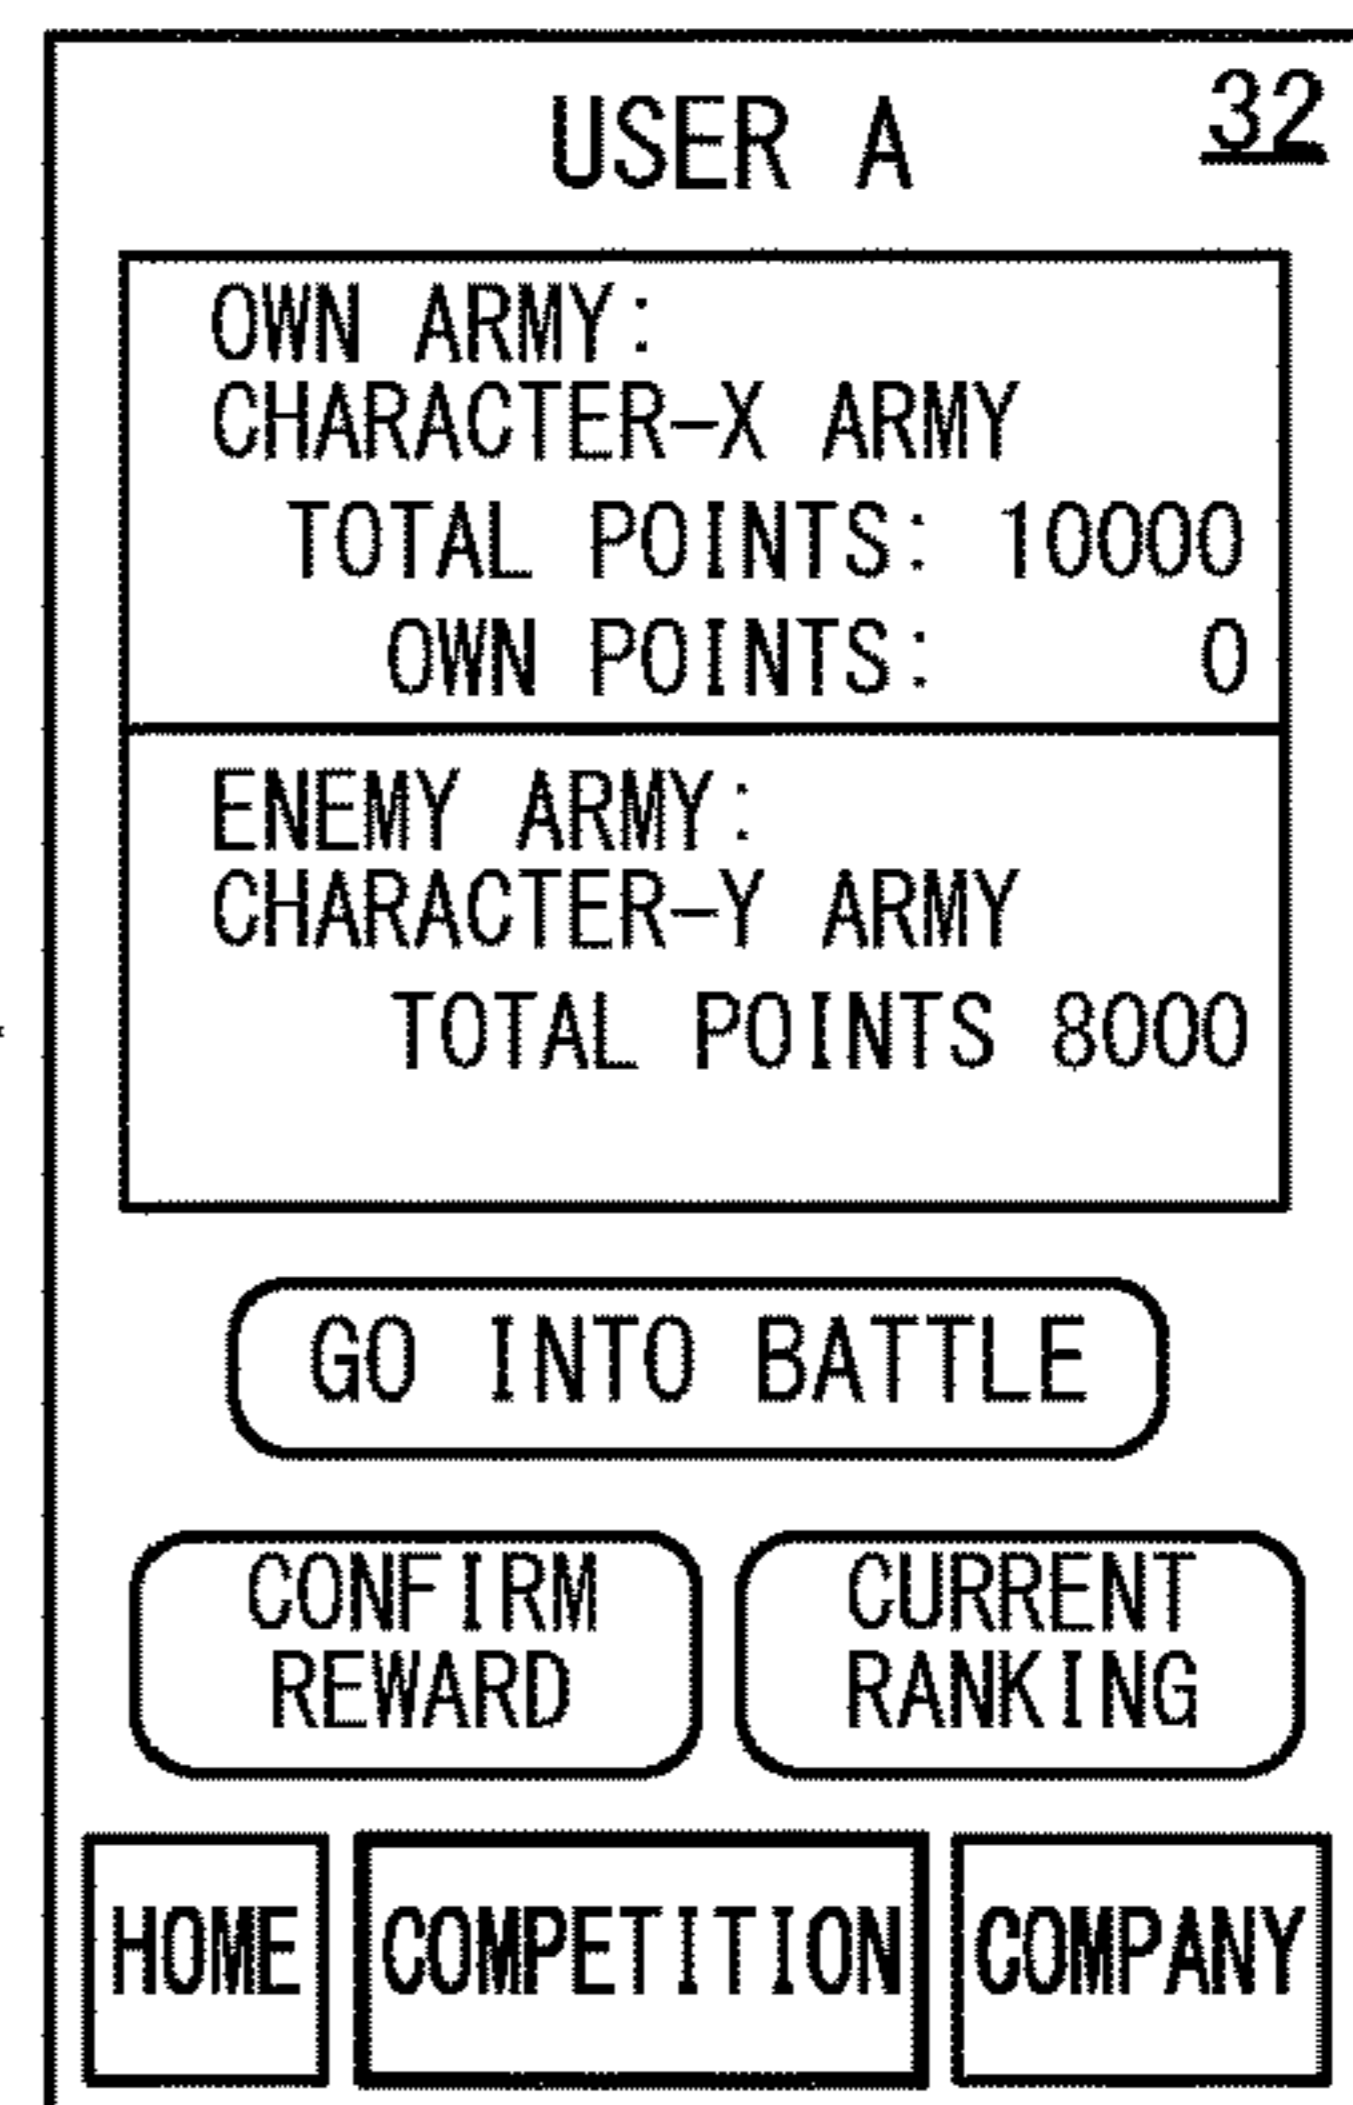 USER A
32
OWN ARMY:
CHARACTER-X ARMY
TOTAL POINTS: 10000
OWN POINTS: 0
ENEMY ARMY:
CHARACTER-Y ARMY
TOTAL POINTS 8000
GO INTO BATTLE
CONFIRM
REWARD
CURRENT
RANKING
HOME
COMPETITION
COMPANY